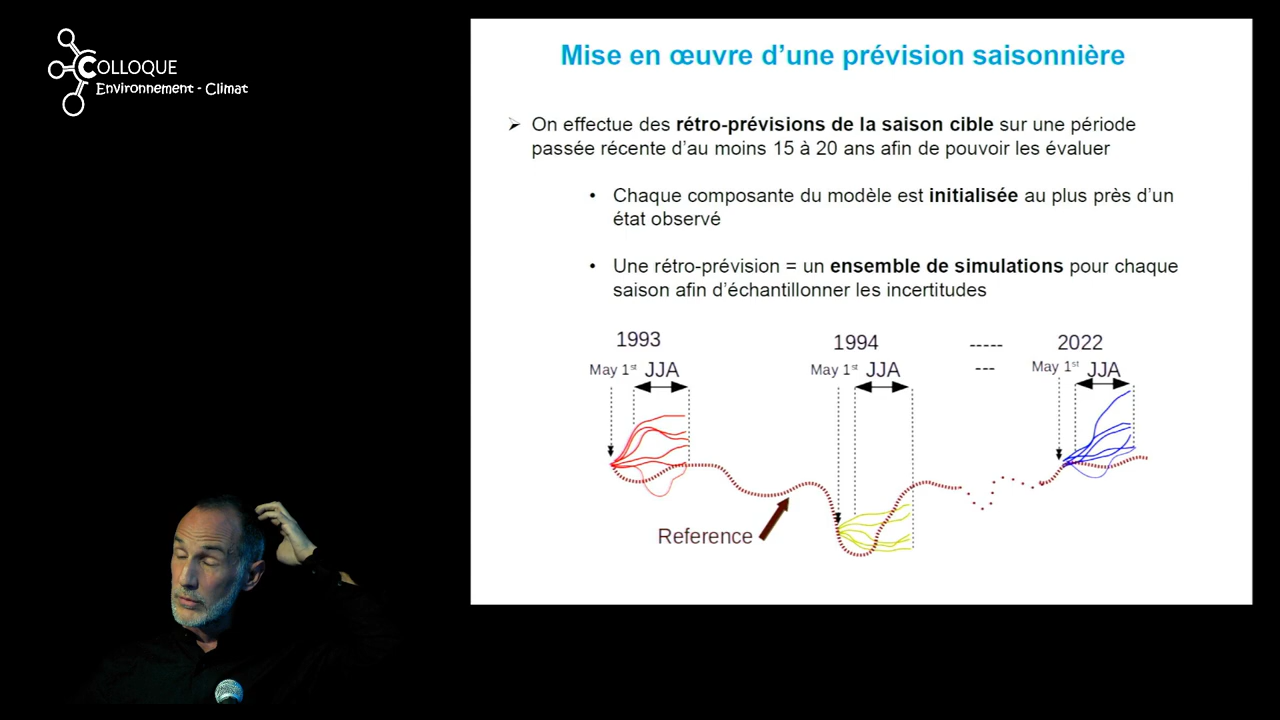 COLLOQUE
Environnement - Climat
Mise en œuvre d’une prévision saisonnière
➢ On effectue des rétro-prévisions de la saison cible sur une période
passée récente d’au moins 15 à 20 ans afin de pouvoir les évaluer
• Chaque composante du modèle est initialisée au plus près d’un
état observé
• Une rétro-prévision = un ensemble de simulations pour chaque
saison afin d’échantillonner les incertitudes
1993 1994 ----- 2022
May 1st JJA May 1st JJA --- May 1st JJA
Reference